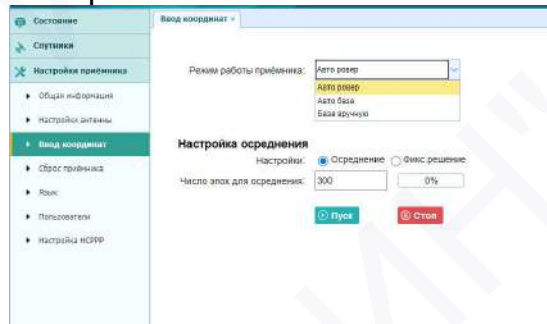 Состояние
Спутники
Настройки приёмника
Общая информация
Настройки антенны
Ввод координат
Сброс приёмника
Язык
Пользователи
Настройка НСРРР
Ввод координат ×
Режим работы приёмника: Авто ровер
Авто ровер
Авто база
База вручную
Настройка осреднения
Настройки: Осреднение Фикс решение
Число эпох для осреднения: 300 0%
Пуск Стоп